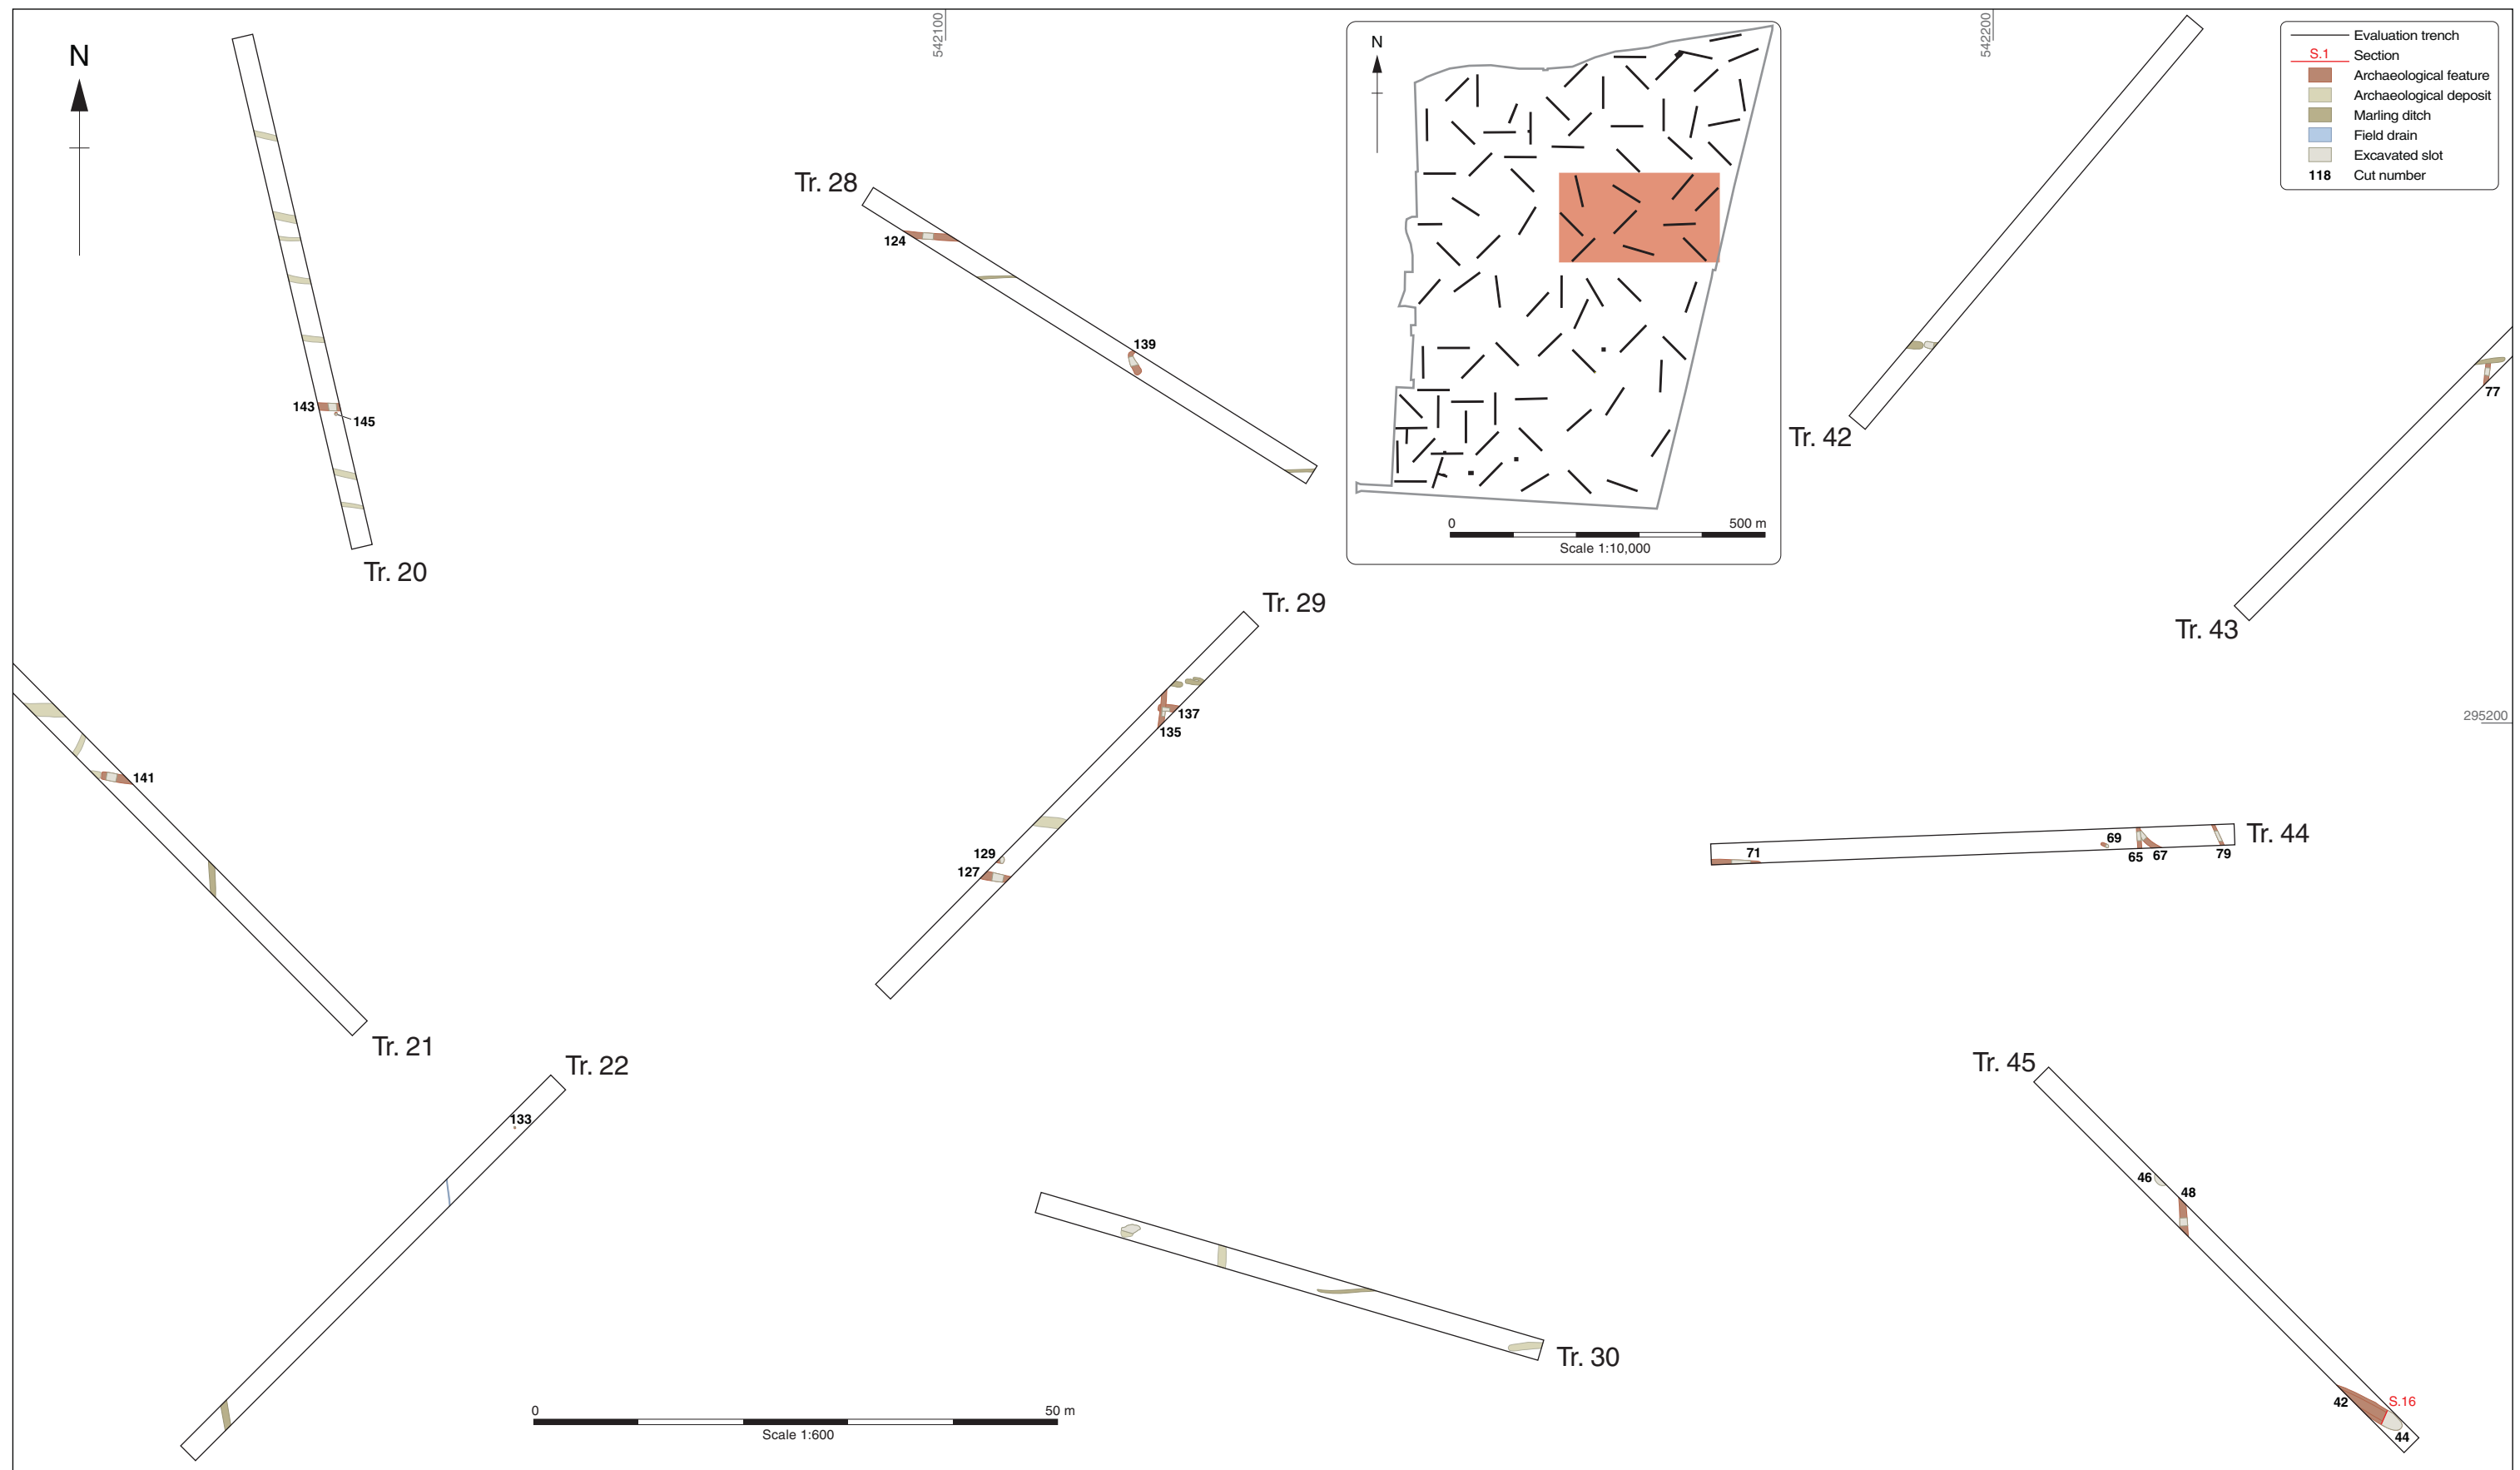 542100
542200
N
N
Evaluation trench
S.1
Section
Archaeological feature
Archaeological deposit
Marling ditch
Field drain
Excavated slot
118
Cut number
Tr. 28
124
139
143
145
Tr. 20
0
500 m
Scale 1:10,000
Tr. 42
77
Tr. 43
Tr. 29
137
135
295200
141
129
127
69
Tr. 44
71
65
67
79
Tr. 21
Tr. 22
133
Tr. 45
46
48
Tr. 30
42
S.16
44
0
50 m
Scale 1:600